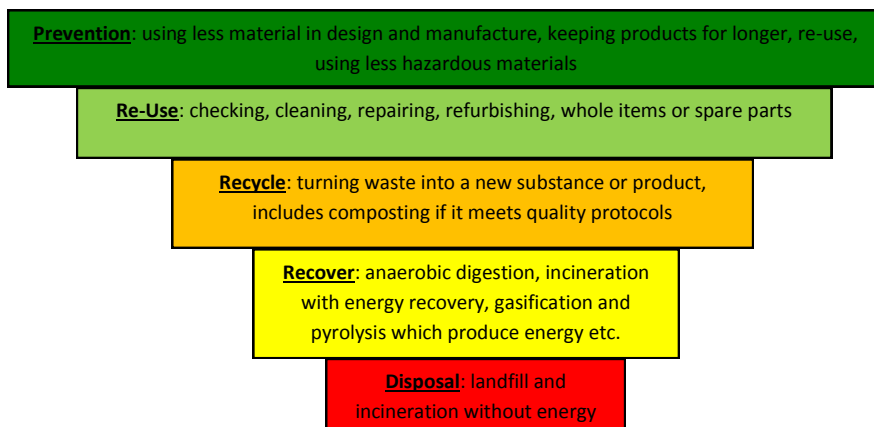 Prevention: using less material in design and manufacture, keeping products for longer, re-use,
using less hazardous materials
Re-Use: checking, cleaning, repairing, refurbishing, whole items or spare parts
Recycle: turning waste into a new substance or product,
includes composting if it meets quality protocols
Recover: anaerobic digestion, incineration
with energy recovery, gasification and
pyrolysis which produce energy etc.
Disposal: landfill and
incineration without energy